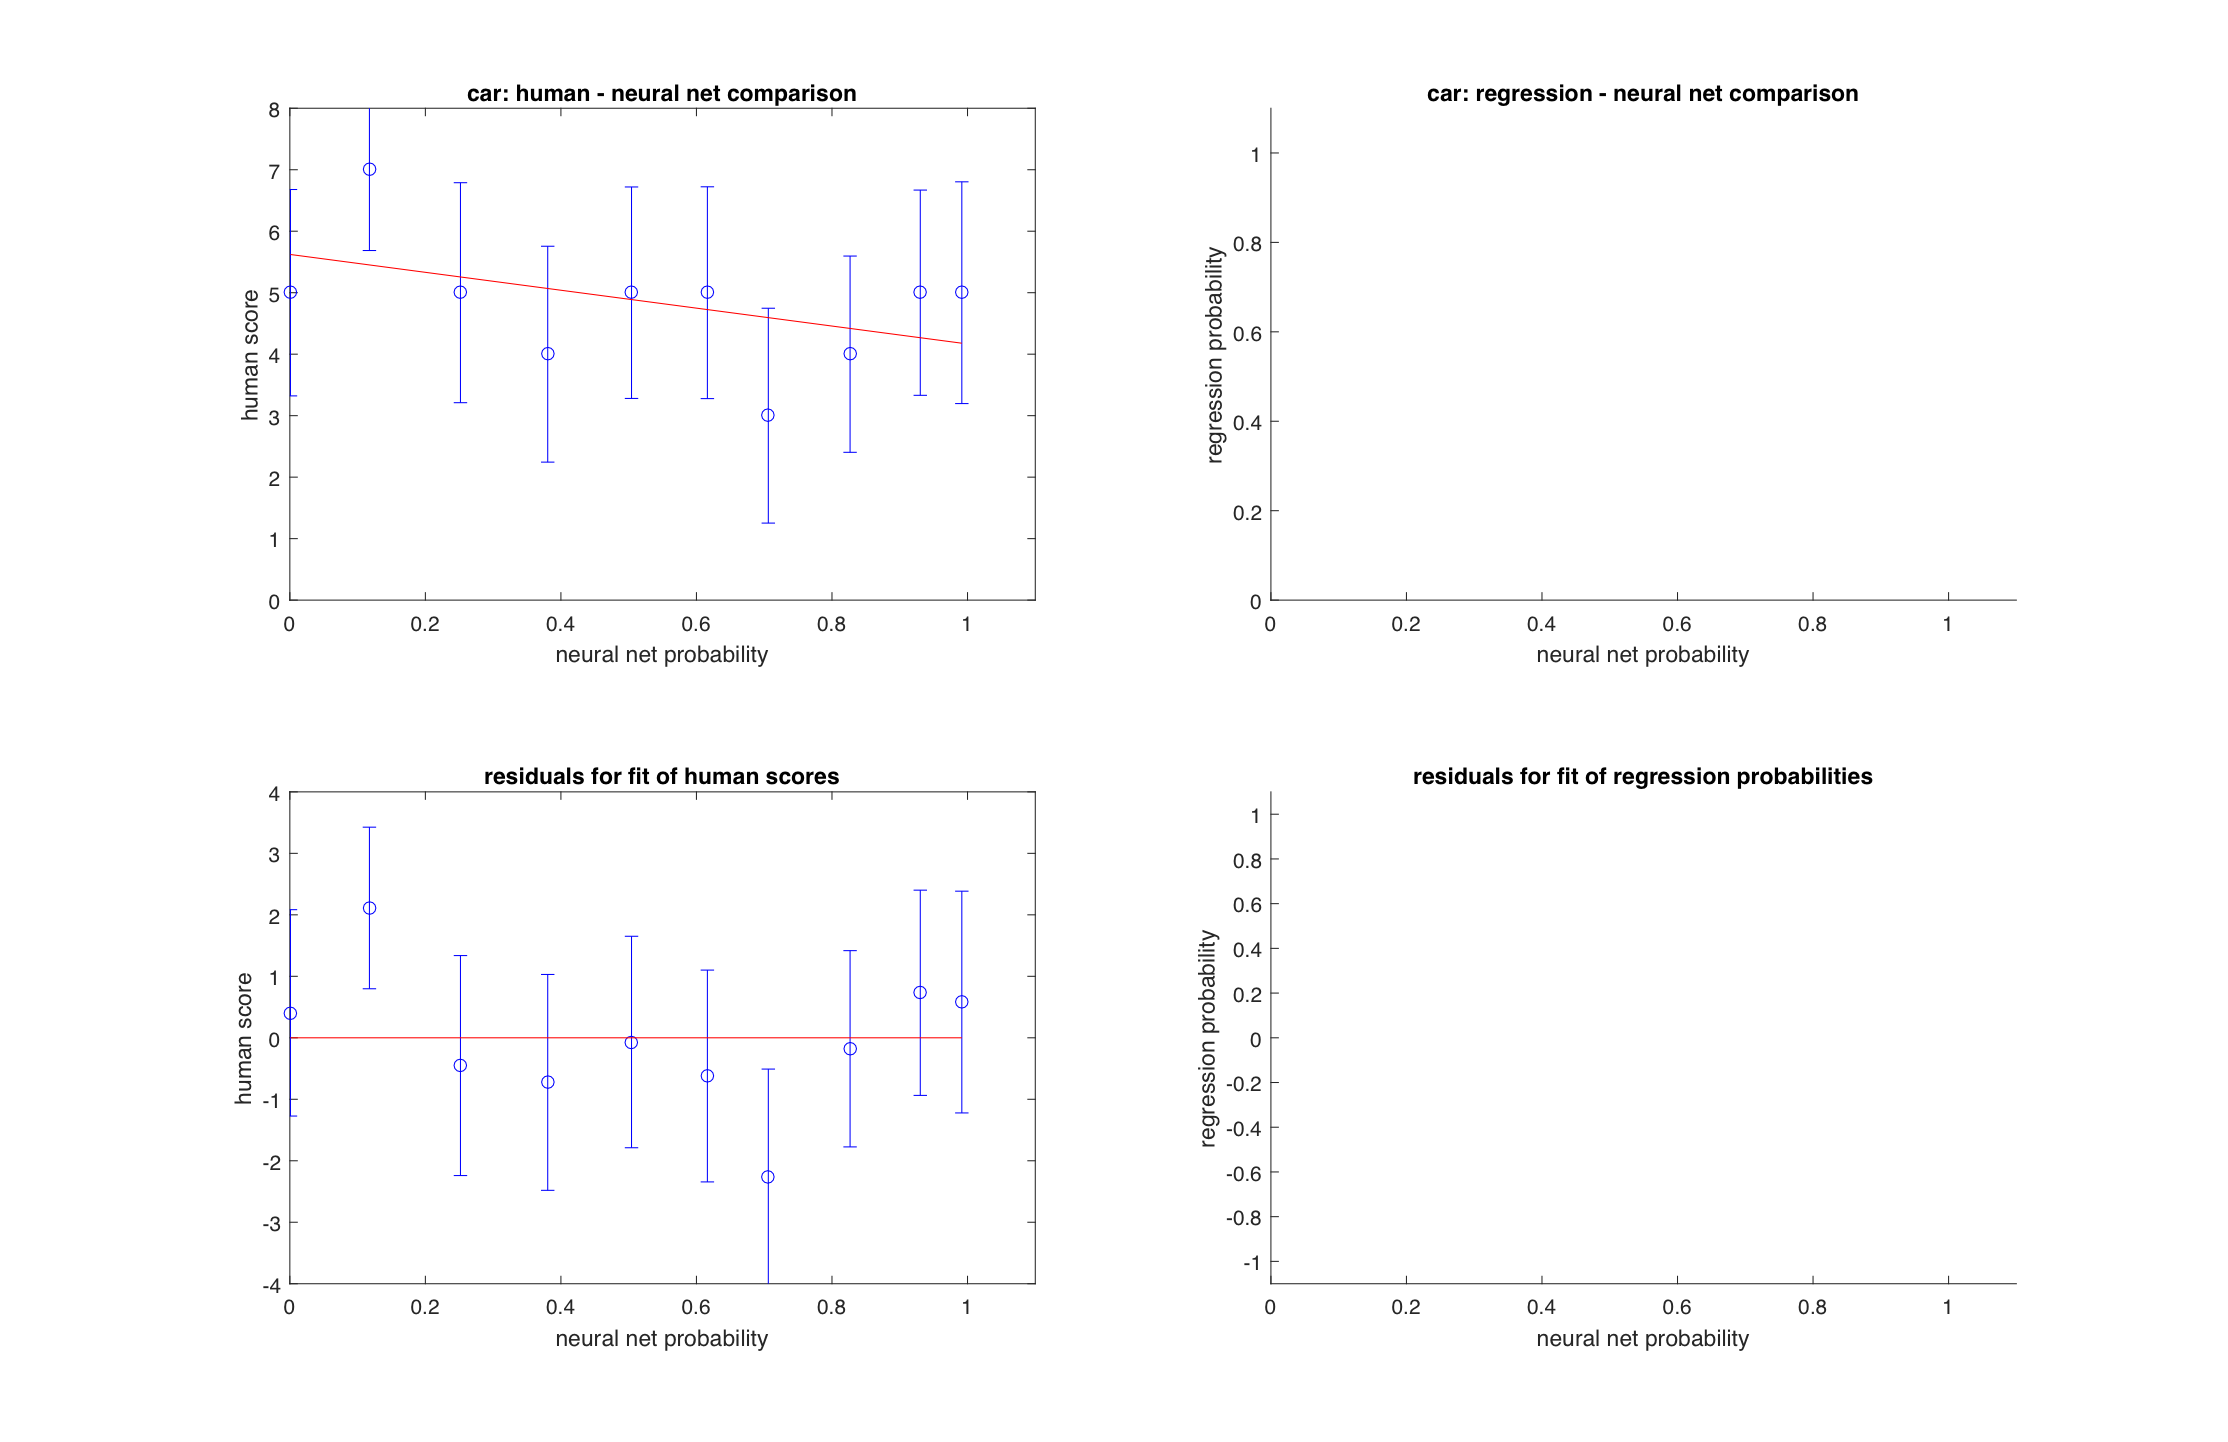 car: human - neural net comparison
8
7
6
5
4
3
2
1
0
human score
0 0.2 0.4 0.6 0.8 1
neural net probability
car: regression - neural net comparison
1
0.8
0.6
0.4
0.2
0
regression probability
0 0.2 0.4 0.6 0.8 1
neural net probability
residuals for fit of human scores
4
3
2
1
0
-1
-2
-3
-4
human score
0 0.2 0.4 0.6 0.8 1
neural net probability
residuals for fit of regression probabilities
1
0.8
0.6
0.4
0.2
0
-0.2
-0.4
-0.6
-0.8
-1
regression probability
0 0.2 0.4 0.6 0.8 1
neural net probability